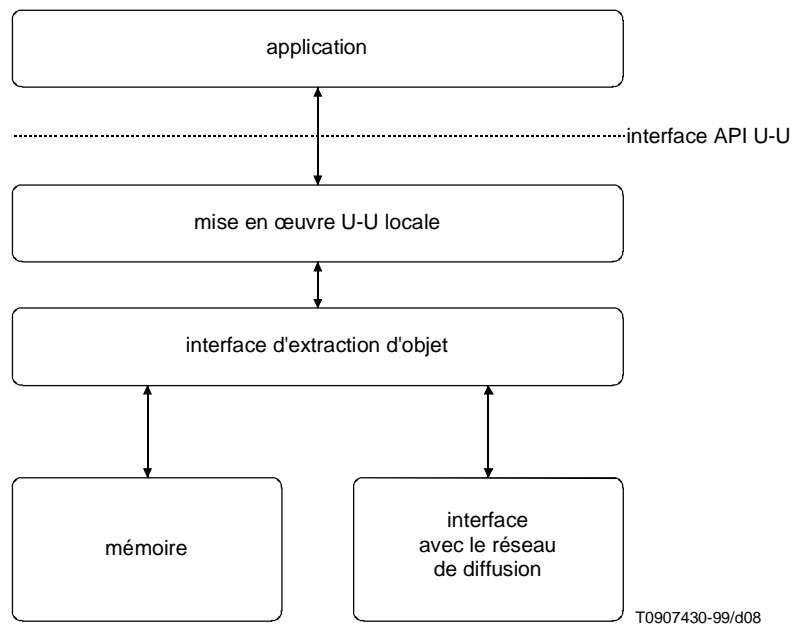 application
interface API U-U
mise en œuvre U-U locale
interface d'extraction d'objet
mémoire
interface
avec le réseau
de diffusion
T0907430-99/d08